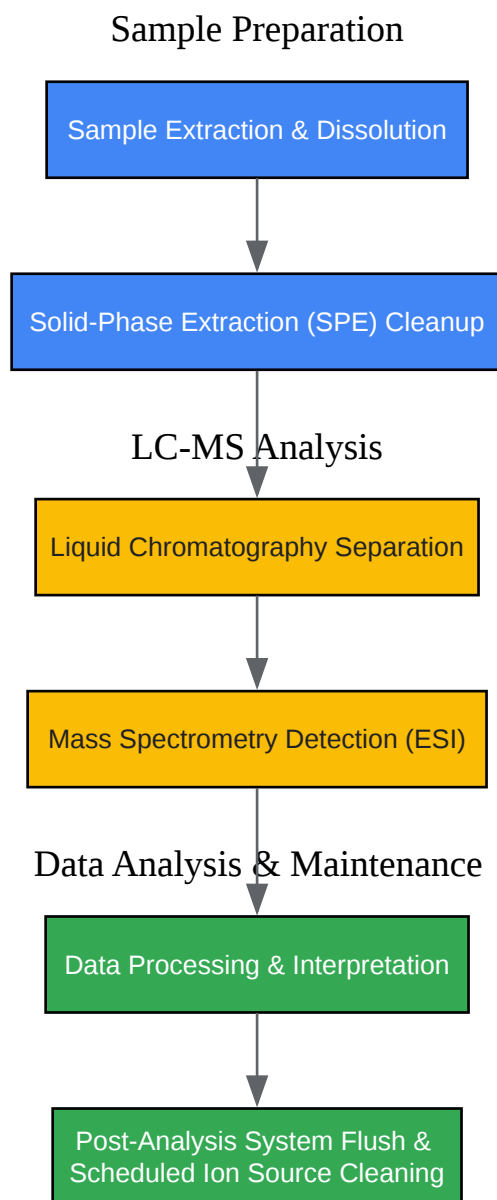 Sample Preparation
Sample Extraction & Dissolution
Solid-Phase Extraction (SPE) Cleanup
LC-MS Analysis
Liquid Chromatography Separation
Mass Spectrometry Detection (ESI)
Data Analysis & Maintenance
Data Processing & Interpretation
Post-Analysis System Flush &
Scheduled Ion Source Cleaning